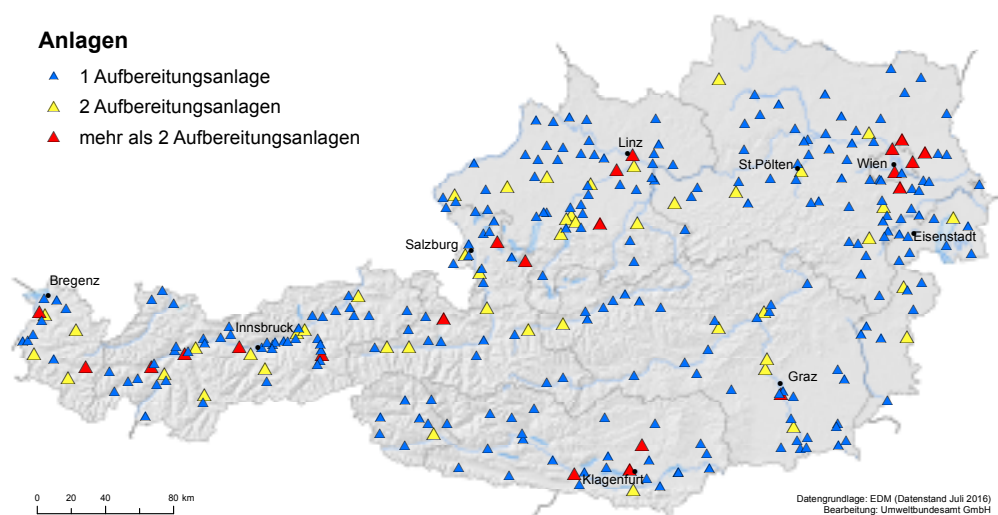 Anlagen
1 Aufbereitungsanlage
2 Aufbereitungsanlagen
mehr als 2 Aufbereitungsanlagen
Linz
St.Pölten
Wien
Salzburg
Eisenstadt
Bregenz
Innsbruck
Graz
Klagenfurt
0 20 40 80 km
Datengrundlage: EDM (Datenstand Juli 2016)
Bearbeitung: Umweltbundesamt GmbH